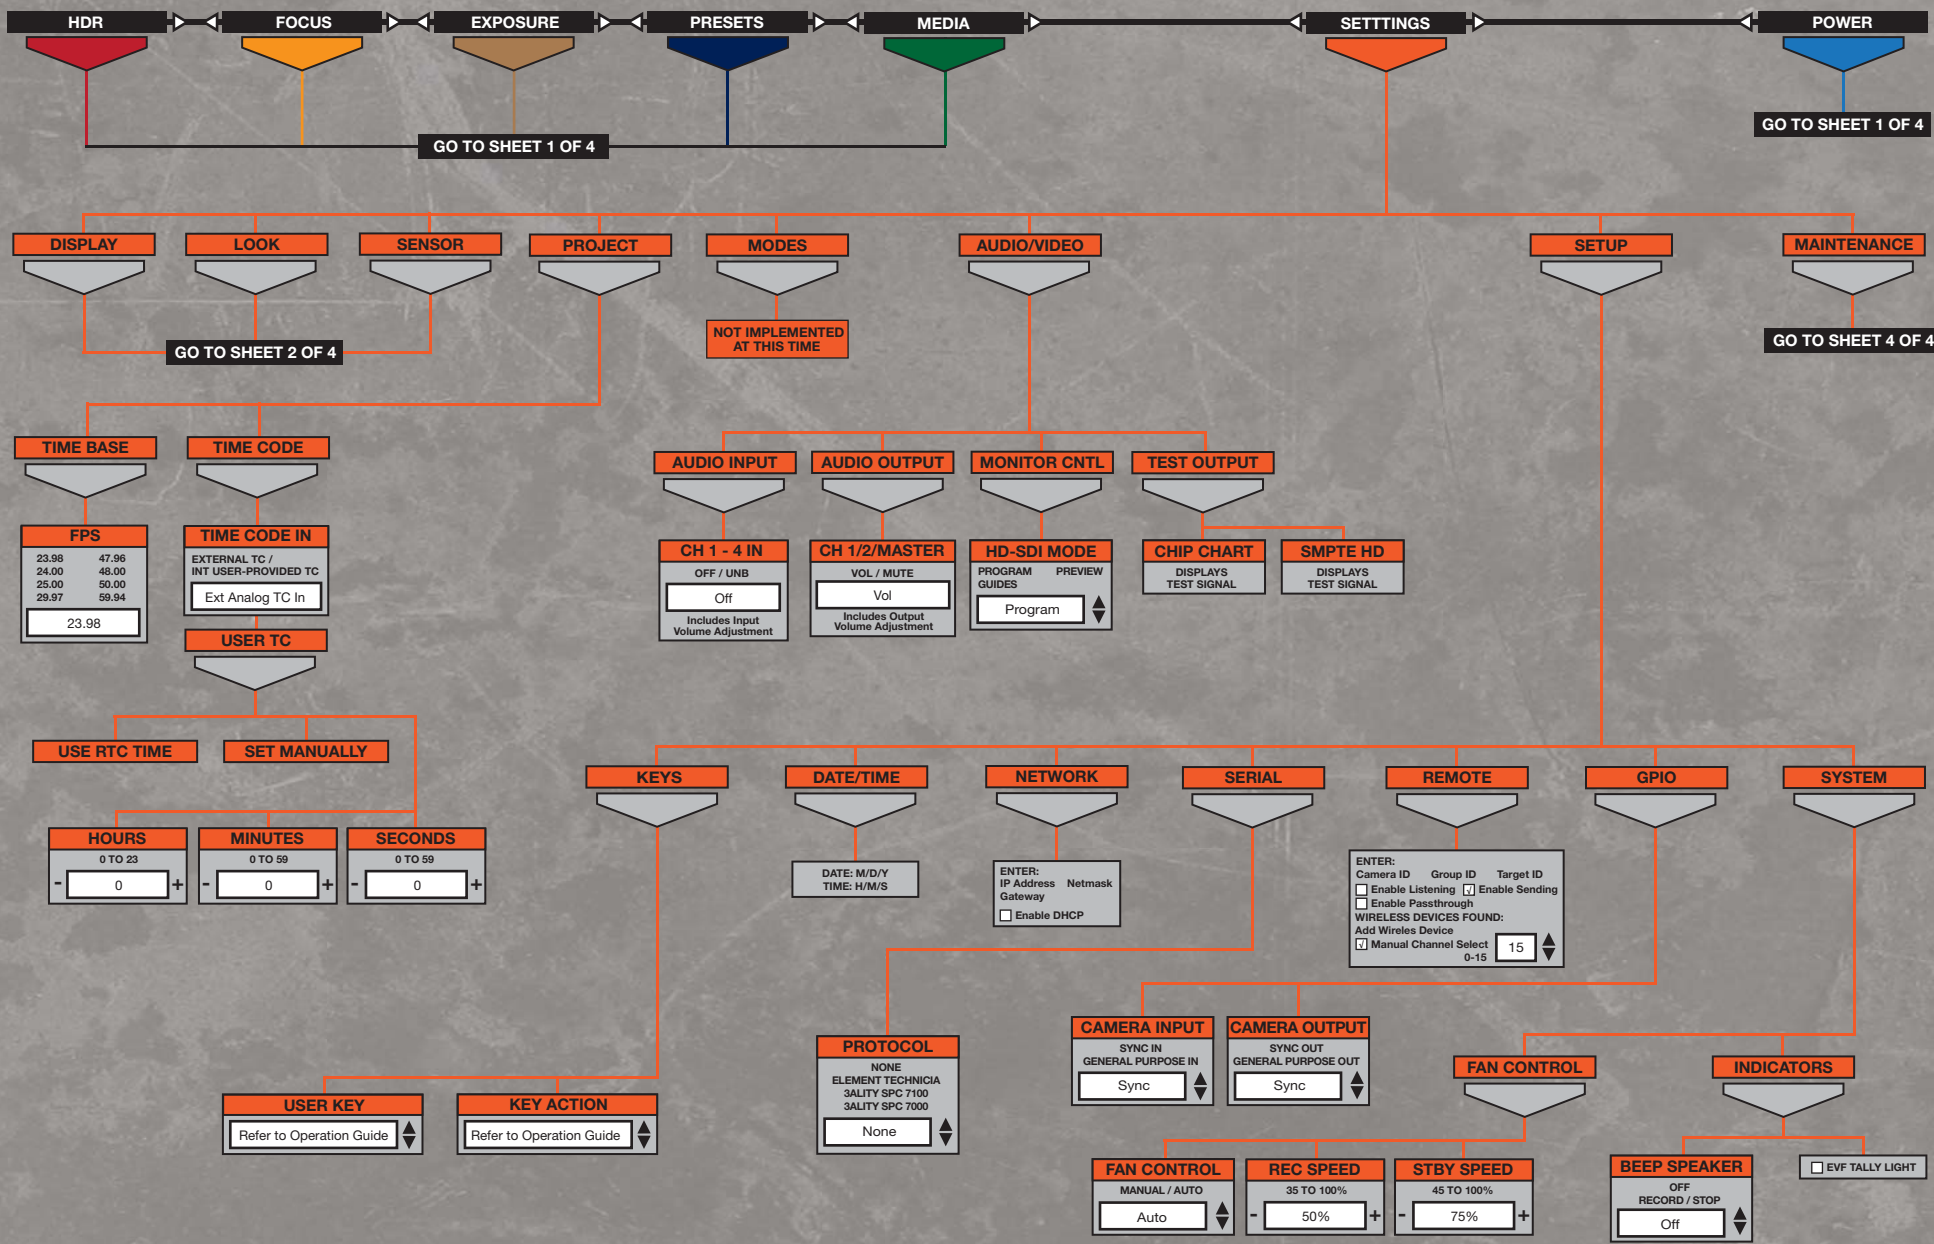 HDR
FOCUS
EXPOSURE
PRESETS
MEDIA
SETTTINGS
POWER
GO TO SHEET 1 OF 4
GO TO SHEET 1 OF 4
DISPLAY
LOOK
SENSOR
PROJECT
MODES
AUDIO/VIDEO
SETUP
MAINTENANCE
GO TO SHEET 2 OF 4
NOT IMPLEMENTED
AT THIS TIME
GO TO SHEET 4 OF 4
TIME BASE
TIME CODE
AUDIO INPUT
AUDIO OUTPUT
MONITOR CNTL
TEST OUTPUT
FPS
23.98 47.96
24.00 48.00
25.00 50.00
29.97 59.94
23.98
TIME CODE IN
EXTERNAL TC /
INT USER-PROVIDED TC
Ext Analog TC In
USER TC
CH 1 - 4 IN
OFF / UNB
Off
Includes Input
Volume Adjustment
CH 1/2/MASTER
VOL / MUTE
Vol
Includes Output
Volume Adjustment
HD-SDI MODE
PROGRAM PREVIEW
GUIDES
Program
CHIP CHART
DISPLAYS
TEST SIGNAL
SMPTE HD
DISPLAYS
TEST SIGNAL
USE RTC TIME
SET MANUALLY
HOURS
0 TO 23
- 0 +
MINUTES
0 TO 59
- 0 +
SECONDS
0 TO 59
- 0 +
KEYS
DATE/TIME
NETWORK
SERIAL
REMOTE
GPIO
SYSTEM
DATE: M/D/Y
TIME: H/M/S
ENTER:
IP Address Netmask
Gateway
Enable DHCP
ENTER:
Camera ID Group ID Target ID
Enable Listening √ Enable Sending
Enable Passthrough
WIRELESS DEVICES FOUND:
Add Wireles Device
√ Manual Channel Select
0-15
15
PROTOCOL
NONE
ELEMENT TECHNICIA
3ALITY SPC 7100
3ALITY SPC 7000
None
CAMERA INPUT
SYNC IN
GENERAL PURPOSE IN
Sync
CAMERA OUTPUT
SYNC OUT
GENERAL PURPOSE OUT
Sync
FAN CONTROL
INDICATORS
USER KEY
Refer to Operation Guide
KEY ACTION
Refer to Operation Guide
FAN CONTROL
MANUAL / AUTO
Auto
REC SPEED
35 TO 100%
- 50% +
STBY SPEED
45 TO 100%
- 75% +
BEEP SPEAKER
OFF
RECORD / STOP
Off
EVF TALLY LIGHT